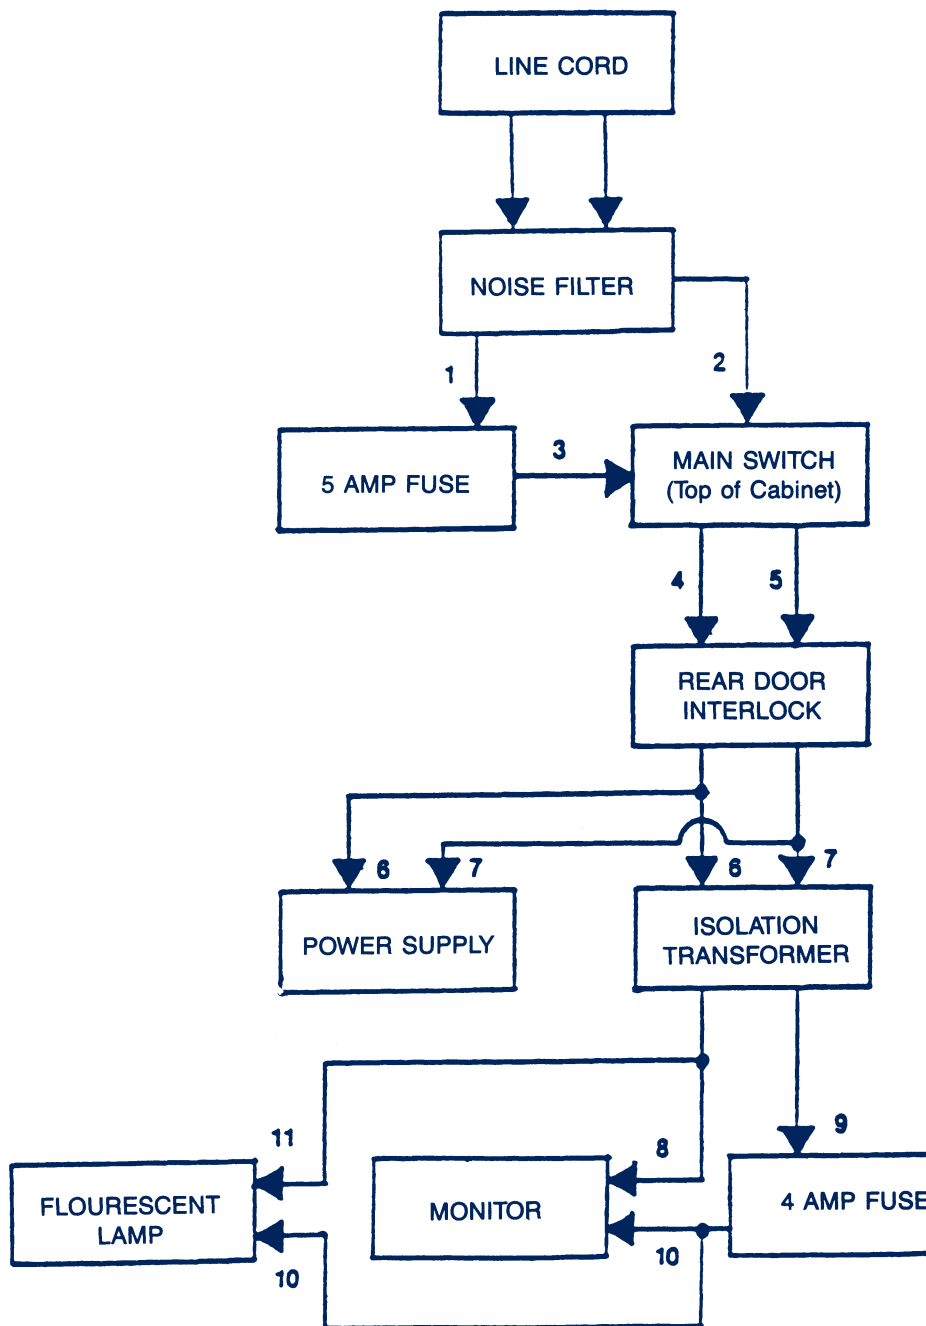 LINE CORD
NOISE FILTER
1
2
5 AMP FUSE
3
MAIN SWITCH
(Top of Cabinet)
4
5
REAR DOOR
INTERLOCK
6
7
6
7
POWER SUPPLY
ISOLATION
TRANSFORMER
11
8
9
FLOURESCENT
LAMP
MONITOR
4 AMP FUSE
10
10